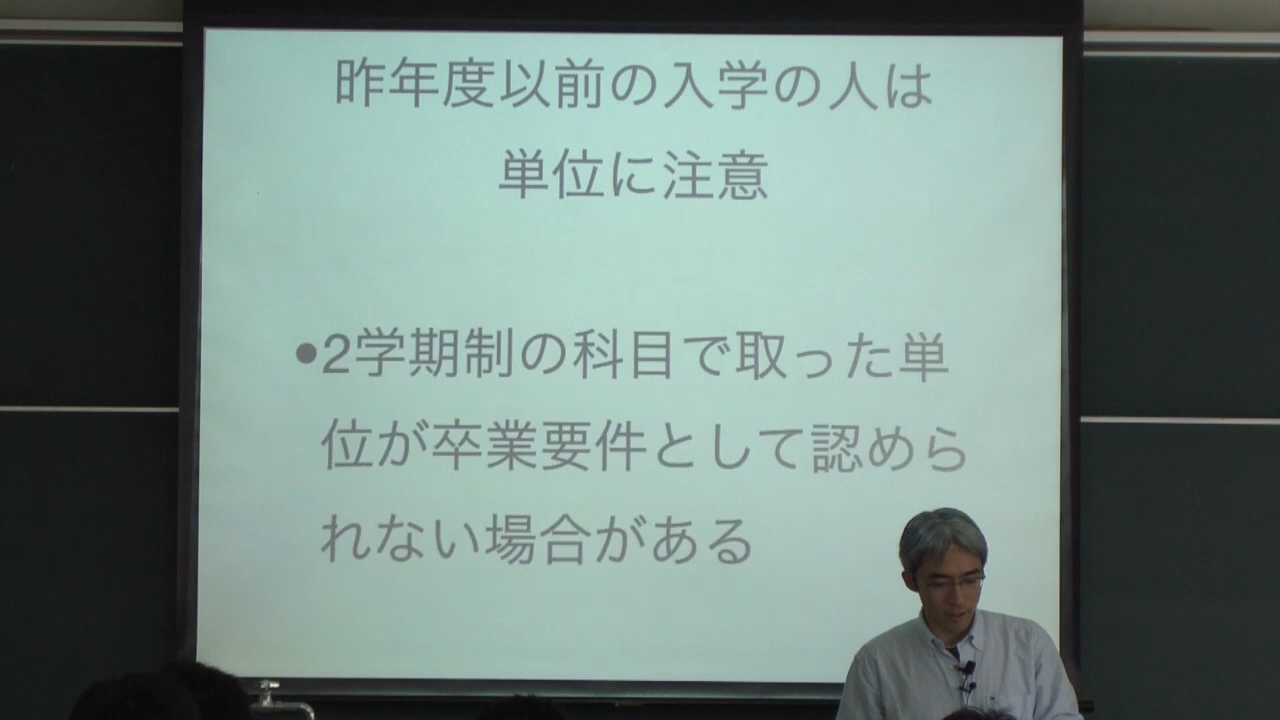 昨年度以前の入学の人は
単位に注意
•2学期制の科目で取った単
位が卒業要件として認めら
れない場合がある